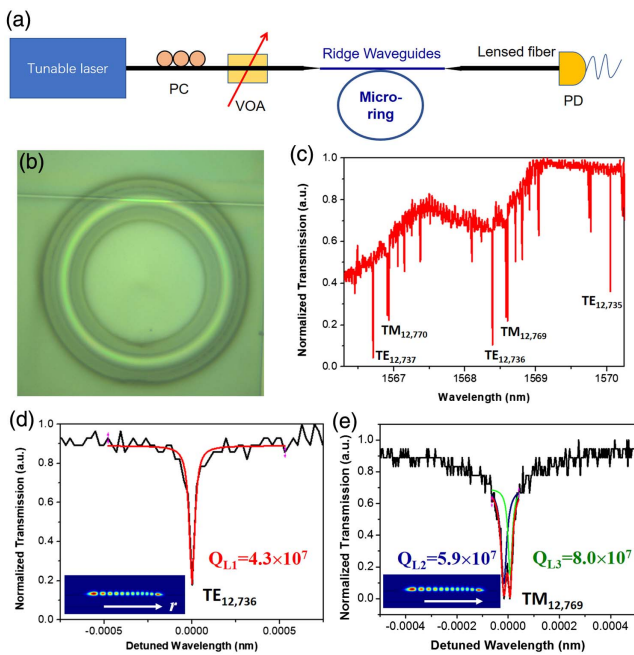 (a)
Tunable laser
PC
VOA
Ridge Waveguides
Micro-
ring
Lensed fiber
PD
(b)
(c)
Normalized Transmission (a.u.)
1.0
0.8
0.6
0.4
0.2
0.0
TE12,737
TM12,770
TE12,736
TM12,769
TE12,735
1567 1568 1569 1570
Wavelength (nm)
(d)
Normalized Transmission (a.u.)
1.0
0.8
0.6
0.4
0.2
0.0
QL1=4.3×10⁷
r
TE12,736
-0.0005 0.0000 0.0005
Detuned Wavelength (nm)
(e)
Normalized Transmission (a.u.)
1.0
0.8
0.6
0.4
0.2
0.0
QL2=5.9×10⁷
QL3=8.0×10⁷
TM12,769
-0.0004 -0.0002 0.0000 0.0002 0.0004
Detuned Wavelength (nm)